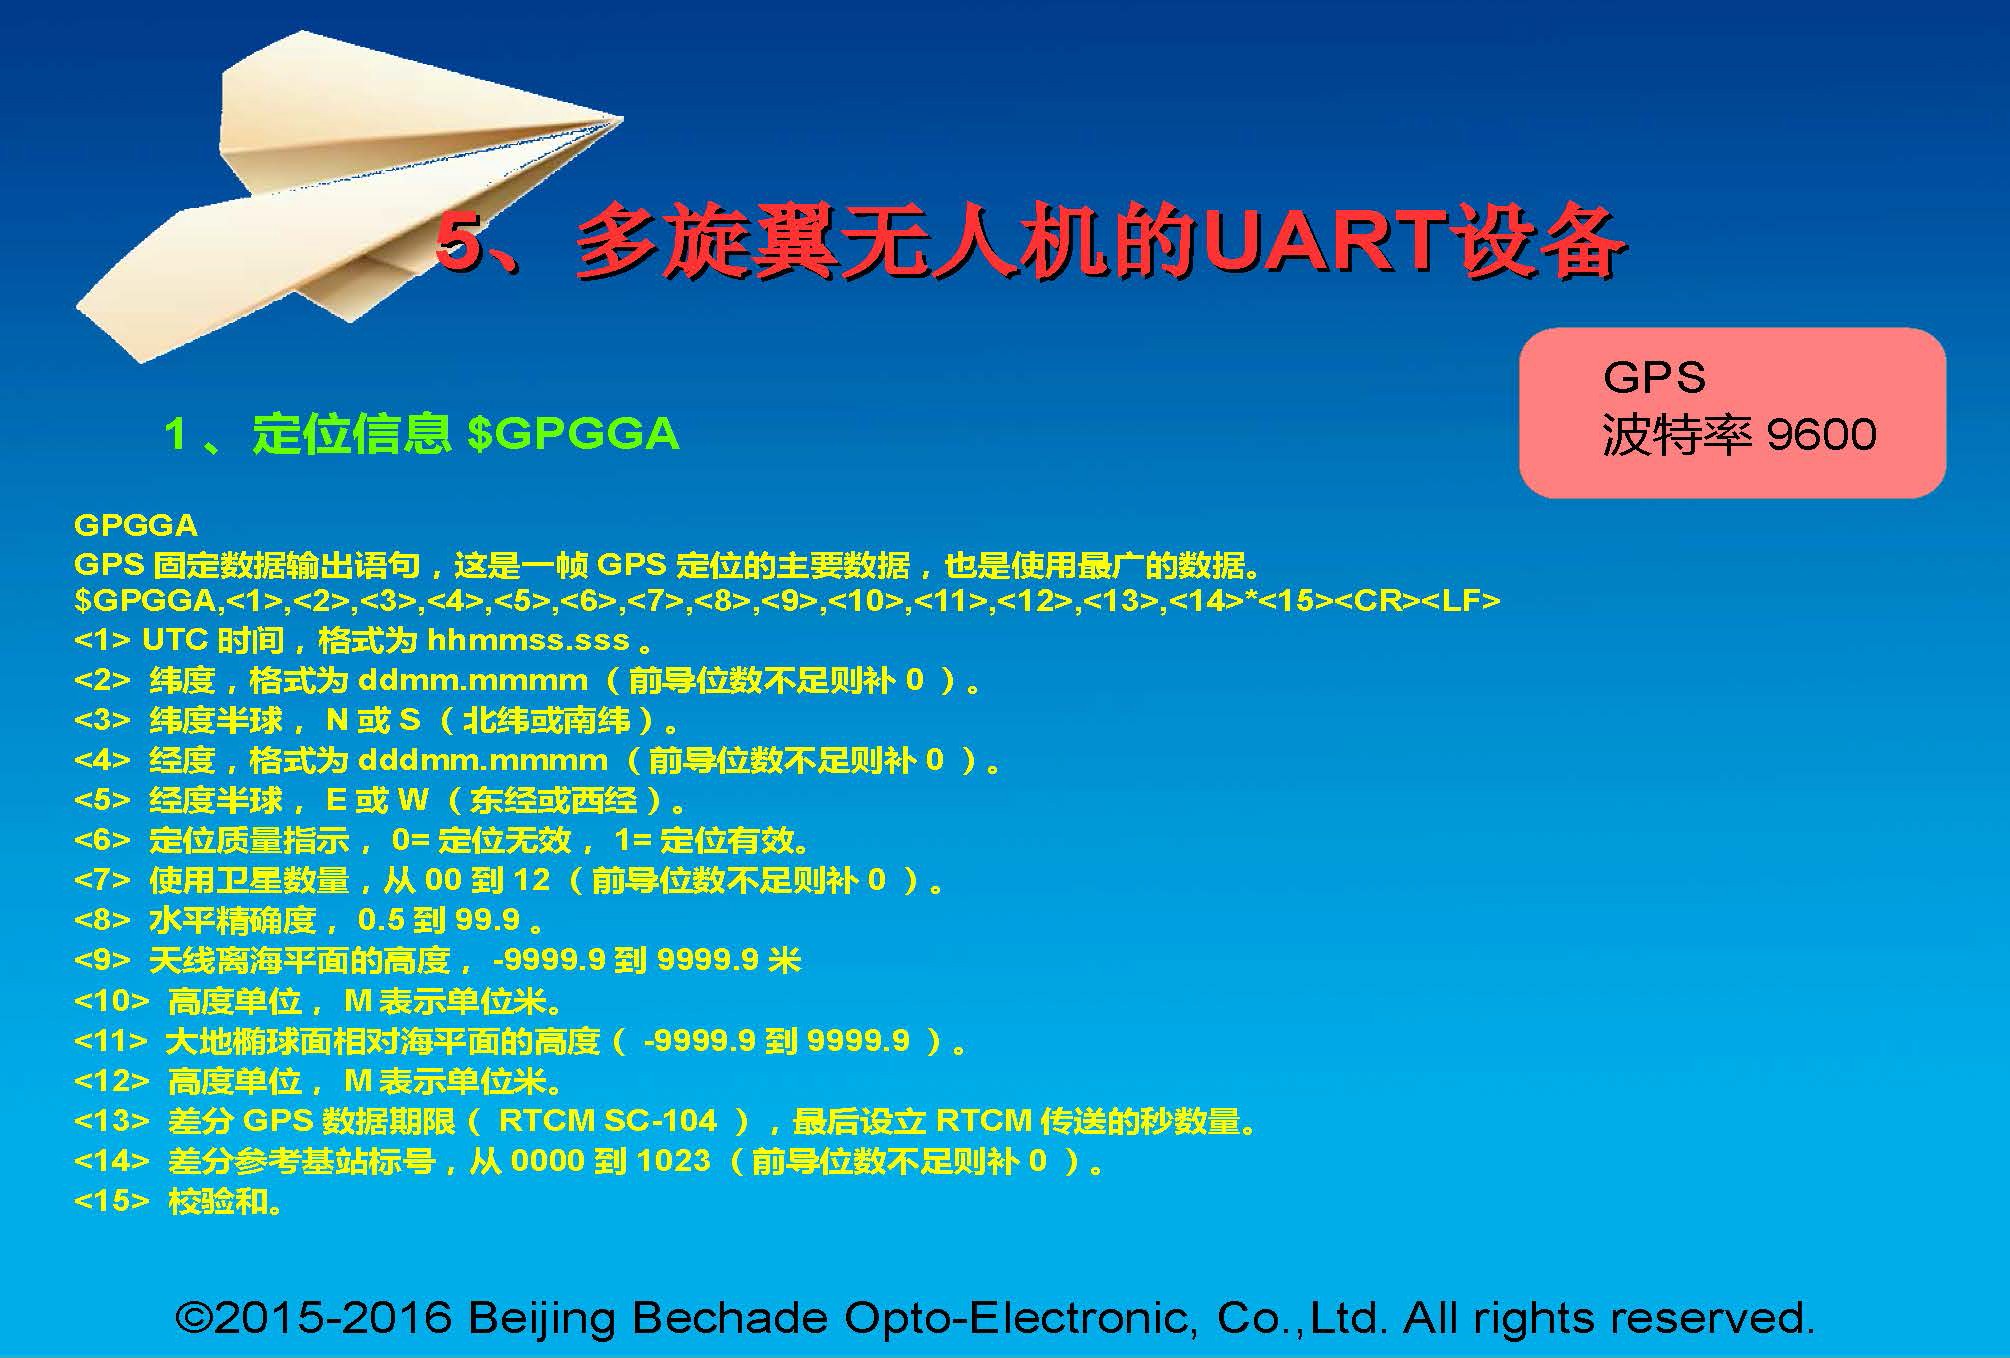 5、多旋翼无人机的UART设备
GPS
波特率 9600
1 、定位信息 $GPGGA
GPGGA
GPS 固定数据输出语句，这是一帧 GPS 定位的主要数据，也是使用最广的数据。
$GPGGA,<1>,<2>,<3>,<4>,<5>,<6>,<7>,<8>,<9>,<10>,<11>,<12>,<13>,<14>*<15><CR><LF>
<1> UTC 时间，格式为 hhmmss.sss 。
<2> 纬度，格式为 ddmm.mmmm （前导位数不足则补 0 ）。
<3> 纬度半球， N 或 S （北纬或南纬）。
<4> 经度，格式为 dddmm.mmmm （前导位数不足则补 0 ）。
<5> 经度半球， E 或 W （东经或西经）。
<6> 定位质量指示， 0= 定位无效， 1= 定位有效。
<7> 使用卫星数量，从 00 到 12 （前导位数不足则补 0 ）。
<8> 水平精确度， 0.5 到 99.9 。
<9> 天线离海平面的高度， -9999.9 到 9999.9 米
<10> 高度单位， M 表示单位米。
<11> 大地椭球面相对海平面的高度（ -9999.9 到 9999.9 ）。
<12> 高度单位， M 表示单位米。
<13> 差分 GPS 数据期限（ RTCM SC-104 ），最后设立 RTCM 传送的秒数量。
<14> 差分参考基站标号，从 0000 到 1023 （前导位数不足则补 0 ）。
<15> 校验和。
©2015-2016 Beijing Bechade Opto-Electronic, Co.,Ltd. All rights reserved.